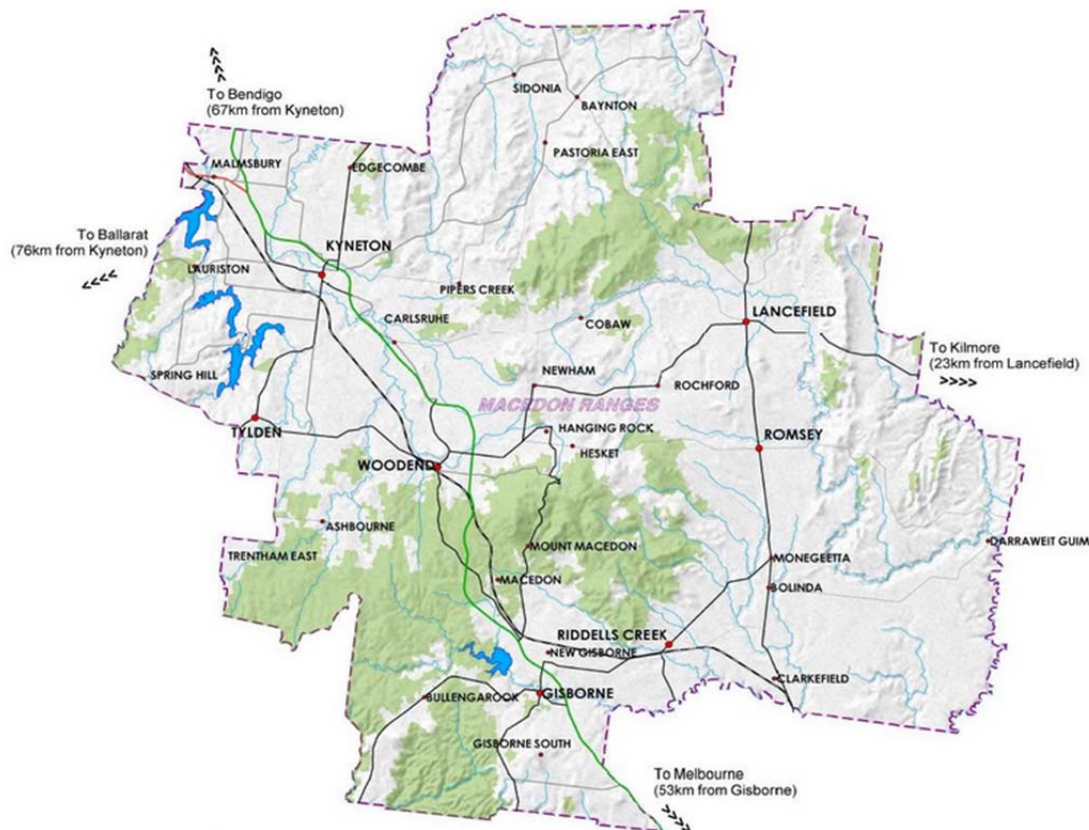 To Bendigo
(67km from Kyneton)
SIDONIA
BAYNTON
PASTORIA EAST
MALMSBURY
EDGECOMBE
To Ballarat
(76km from Kyneton)
KYNETON
LAURISTON
PIPERS CREEK
CARLSRUHE
COBAW
LANCEFIELD
To Kilmore
(23km from Lancefield)
>>>>
SPRING HILL
NEWHAM
ROCHFORD
MACEDON RANGES
TYLDEN
HANGING ROCK
ROMSEY
HESKET
WOODEND
ASHBOURNE
TRENTHAM EAST
MOUNT MACEDON
MONEGEETTA
DARRAWEIT GUIM
MACEDON
BOLINDA
RIDDELLS CREEK
NEW GISBORNE
CLARKEFIELD
BULLENGAROOK
GISBORNE
GISBORNE SOUTH
To Melbourne
(53km from Gisborne)